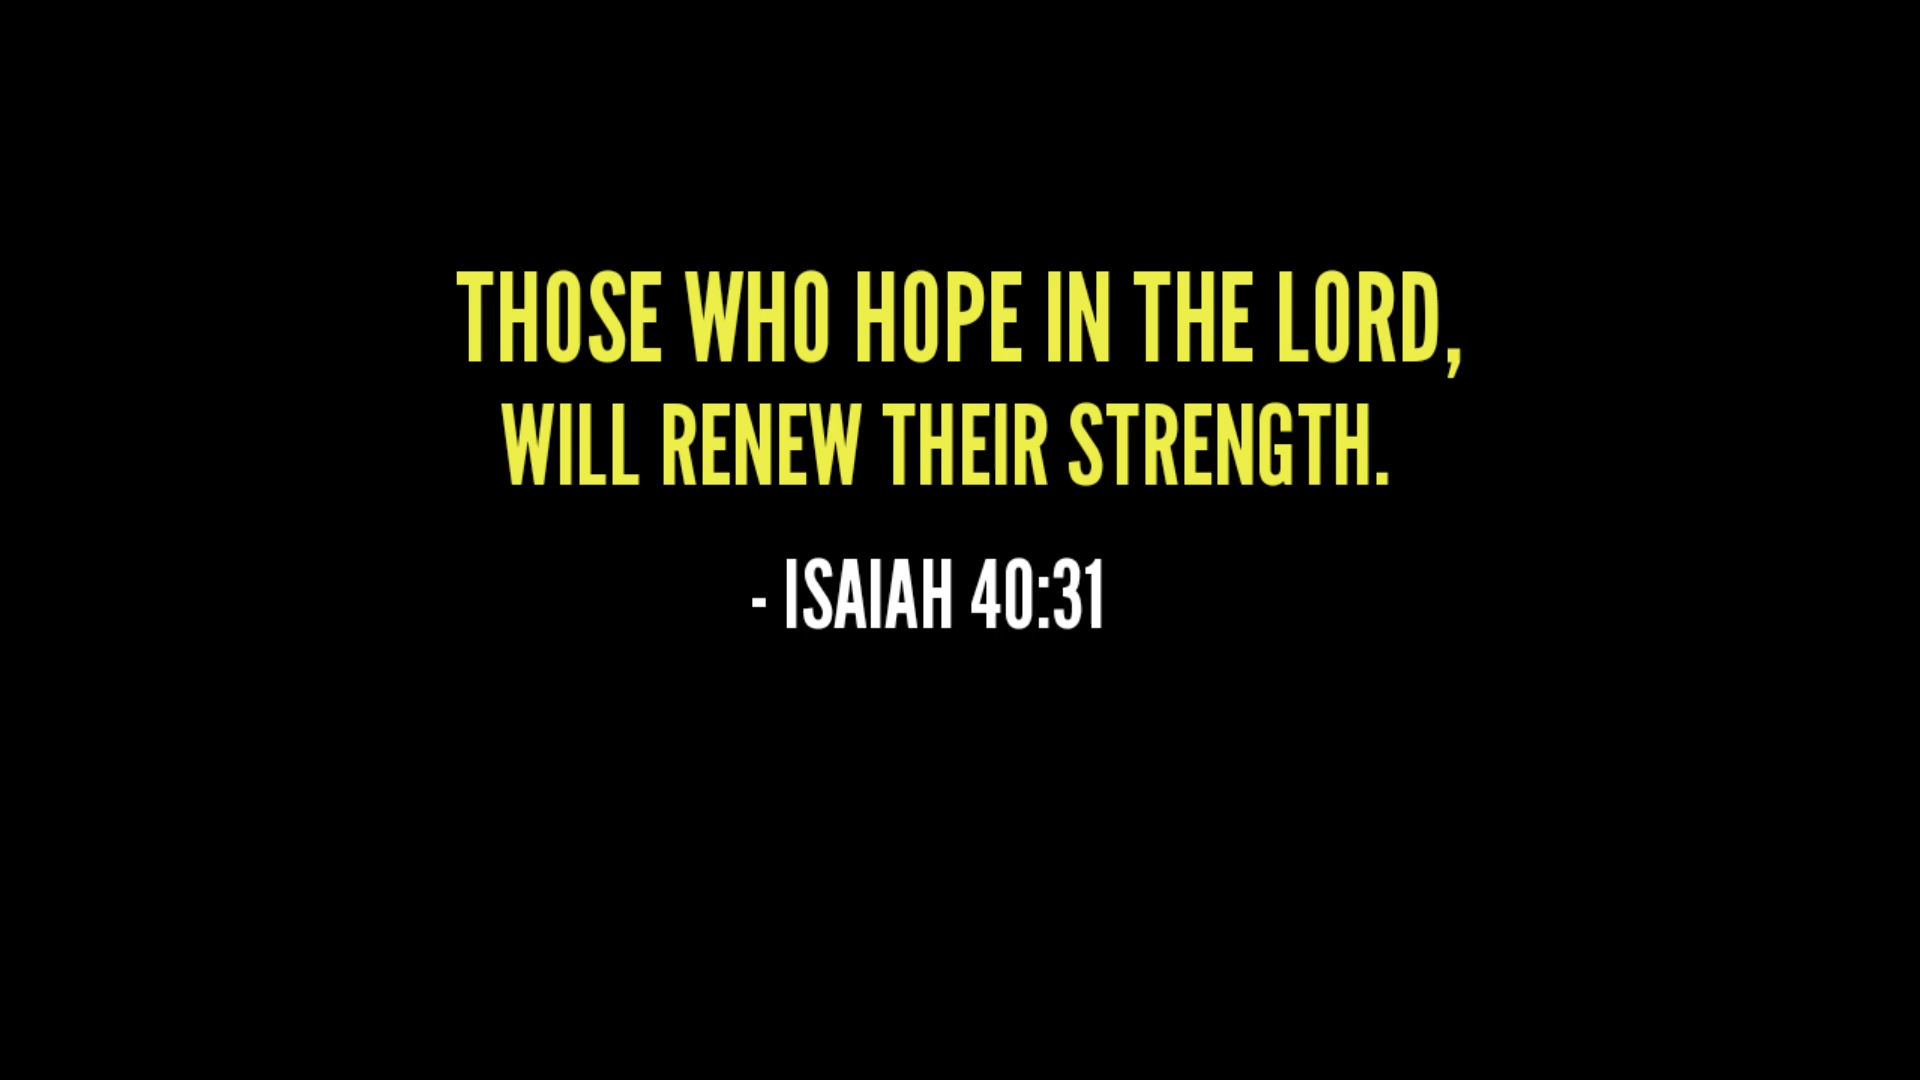 THOSE WHO HOPE IN THE LORD,
WILL RENEW THEIR STRENGTH.
- ISAIAH 40:31